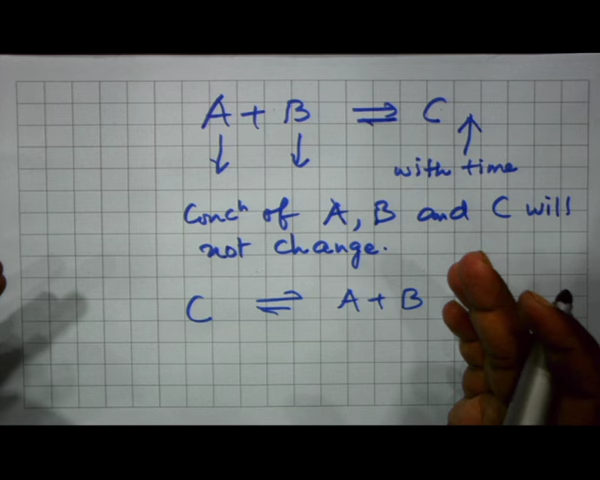 A + B ⇌ C
↓ ↓ ↑
with time
Concn of A, B and C will
not change.
C ⇌ A + B